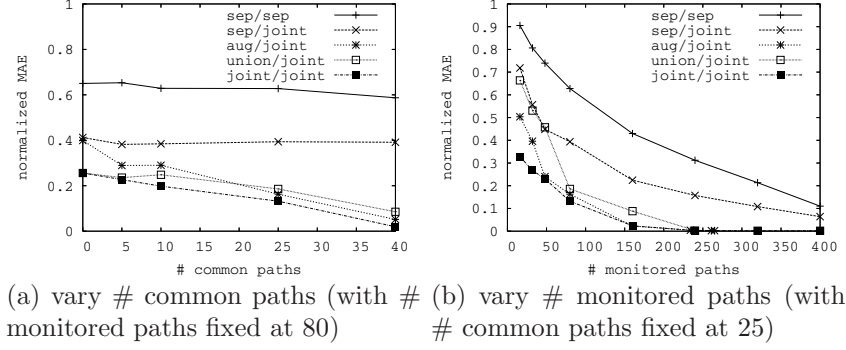 1
0.8
0.6
0.4
0.2
0
0 5 10 15 20 25 30 35 40
normalized MAE
# common paths
sep/sep
sep/joint
aug/joint
union/joint
joint/joint
1
0.9
0.8
0.7
0.6
0.5
0.4
0.3
0.2
0.1
0
0 50 100 150 200 250 300 350 400
normalized MAE
# monitored paths
sep/sep
sep/joint
aug/joint
union/joint
joint/joint
(a) vary # common paths (with #
monitored paths fixed at 80)
(b) vary # monitored paths (with
# common paths fixed at 25)